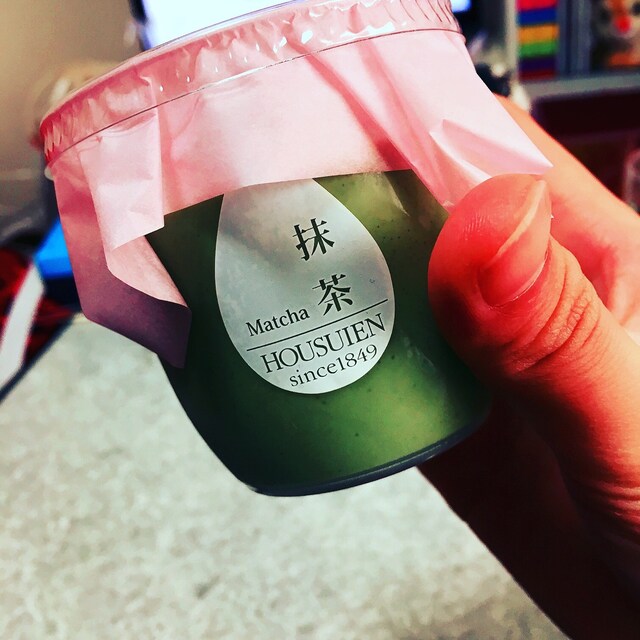 抹
茶
Matcha
HOUSUIEN
since1849